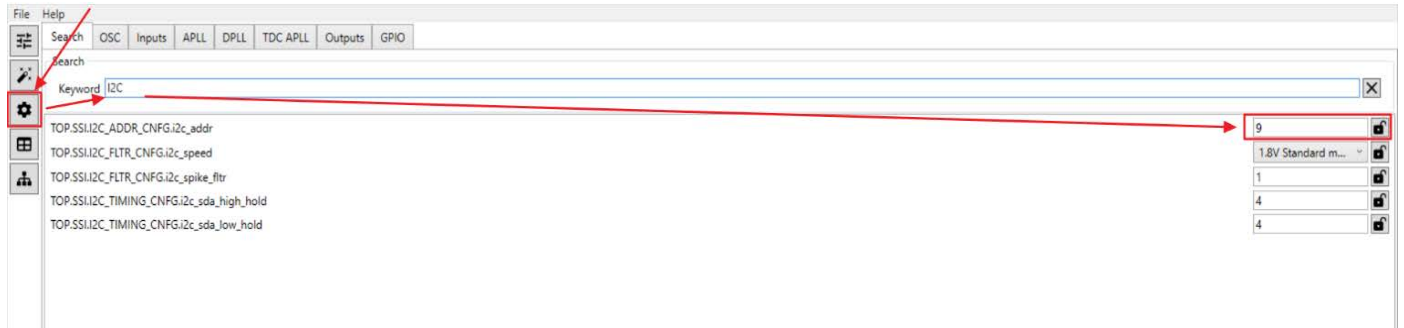 File Help
Search OSC Inputs APLL DPLL TDC APLL Outputs GPIO
Search
Keyword I2C
TOP.SSI.I2C_ADDR_CNFG.i2c_addr 9
TOP.SSI.I2C_FLTR_CNFG.i2c_speed 1.8V Standard m...
TOP.SSI.I2C_FLTR_CNFG.i2c_spike_fltr 1
TOP.SSI.I2C_TIMING_CNFG.i2c_sda_high_hold 4
TOP.SSI.I2C_TIMING_CNFG.i2c_sda_low_hold 4